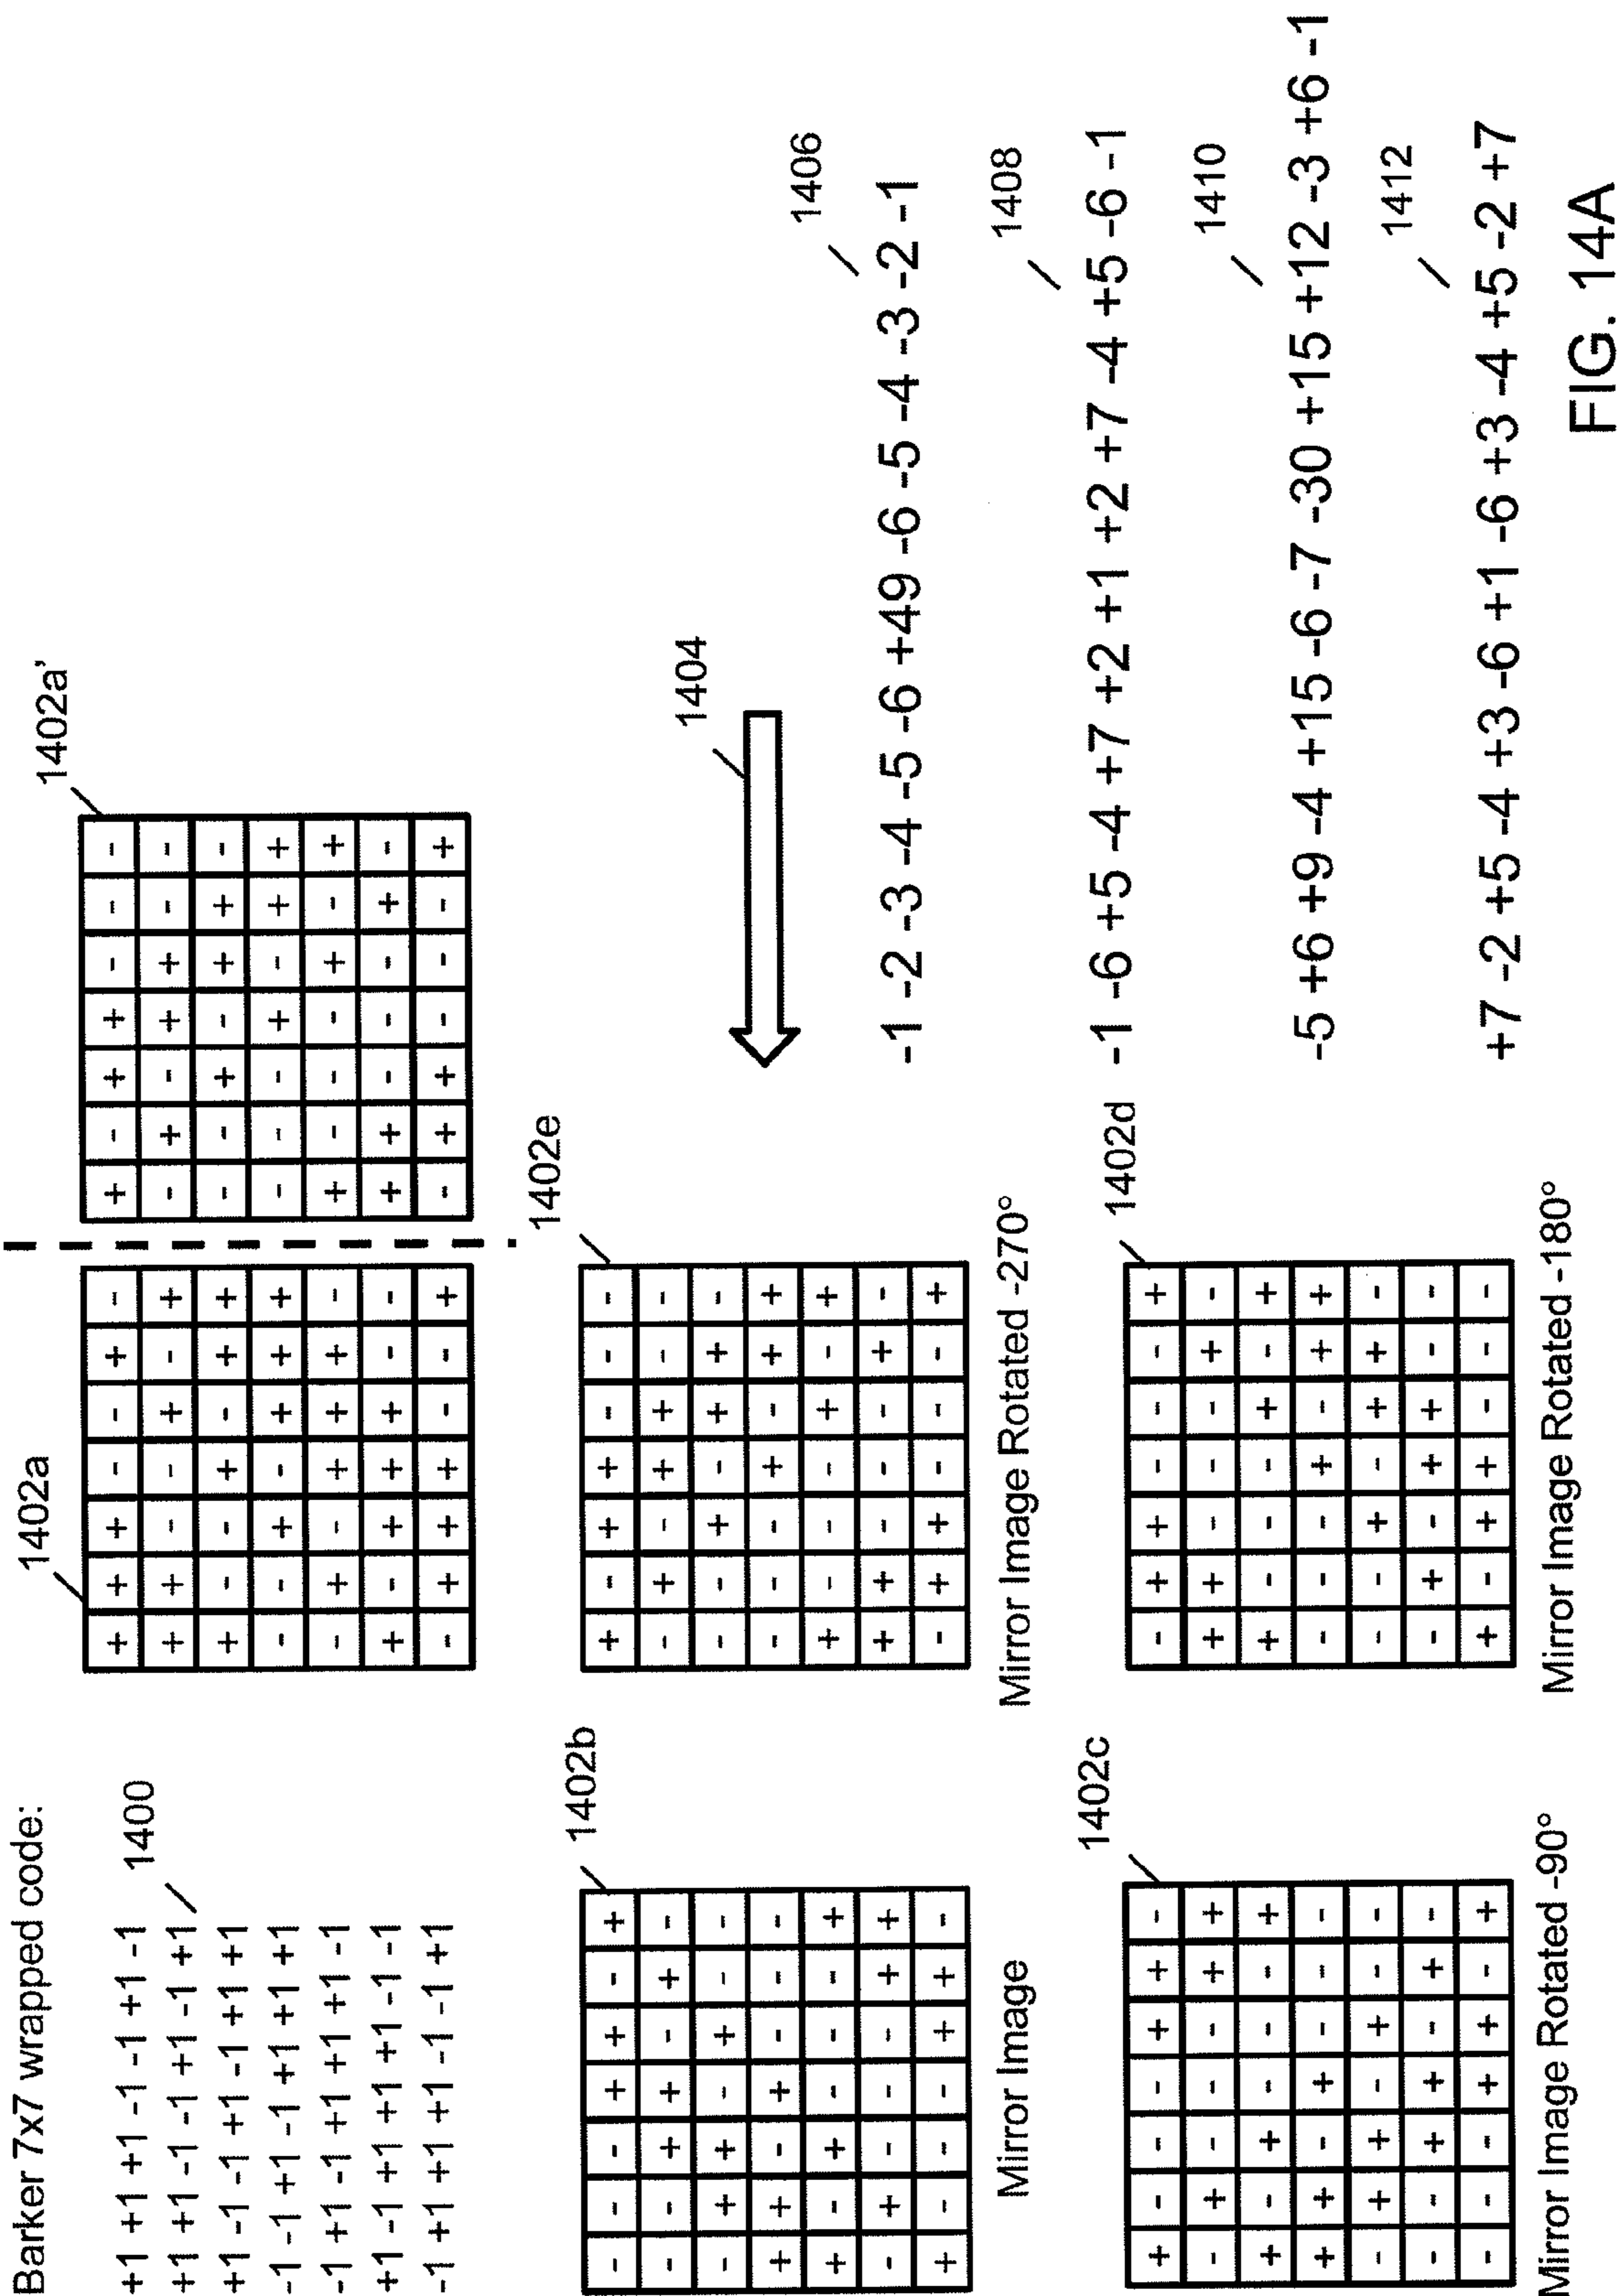 Barker 7x7 wrapped code:
+1 +1 +1 -1 -1 +1 -1
+1 +1 -1 -1 +1 -1 +1
+1 -1 -1 +1 -1 +1 +1
-1 -1 +1 -1 +1 +1 +1
-1 +1 -1 +1 +1 +1 -1
+1 -1 +1 +1 +1 -1 -1
-1 +1 +1 +1 -1 -1 +1
1400
1402a
+ + + - - + -
+ + - - + - +
+ - - + - + +
- - + - + + +
- + - + + + -
+ - + + + - -
- + + + - - +
1402a'
+ - + + - - -
- + - + + - -
- - + - + + -
- - - + - + +
+ - - - + - +
+ + - - - + -
- + + - - - +
1402b
- - - + + - +
- - + + - + -
- + + - + - -
+ + - + - - -
+ - + - - - +
- + - - - + +
+ - - - + + -
Mirror Image
1402e
+ - + + - - -
- + - + + - -
- - + - + + -
- - - + - + +
+ - - - + - +
+ + - - - + -
- + + - - - +
Mirror Image Rotated -270°
1402c
+ - - - + + -
- + - - - + +
+ - + - - - +
+ + - + - - -
- + + - + - -
- - + + - + -
- - - + + - +
Mirror Image Rotated -90°
1402d
- + + - - - +
+ + - - - + -
+ - - - + - +
- - - + - + +
- - + - + + -
- + - + + - -
+ - + + - - -
Mirror Image Rotated -180°
1404
1406
-1 -2 -3 -4 -5 -6 +49 -6 -5 -4 -3 -2 -1
1408
-1 -6 +5 -4 +7 +2 +1 +2 +7 -4 +5 -6 -1
1410
-5 +6 +9 -4 +15 -6 -7 -30 +15 +12 -3 +6 -1
1412
+7 -2 +5 -4 +3 -6 +1 -6 +3 -4 +5 -2 +7
FIG. 14A